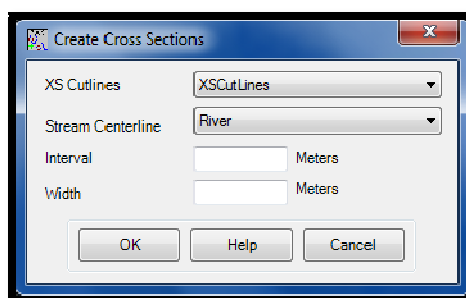 Create Cross Sections
XS Cutlines XSCutLines
Stream Centerline River
Interval Meters
Width Meters
OK Help Cancel